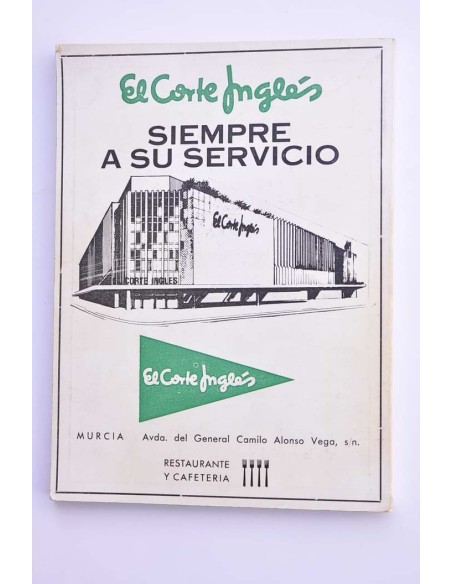 El Corte Inglés
SIEMPRE
A SU SERVICIO
El Corte Inglés
CORTE INGLES
El Corte Inglés
MURCIA Avda. del General Camilo Alonso Vega, s/n.
RESTAURANTE
Y CAFETERIA